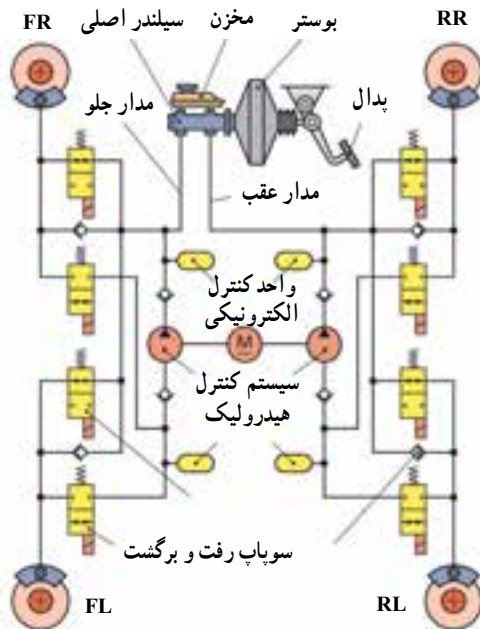 FR
سیلندر اصلی
مخزن
بوستر
RR
مدار جلو
پدال
مدار عقب
واحد کنترل
الکترونیکی
M
سیستم کنترل
هیدرولیک
سوپاپ رفت و برگشت
FL
RL